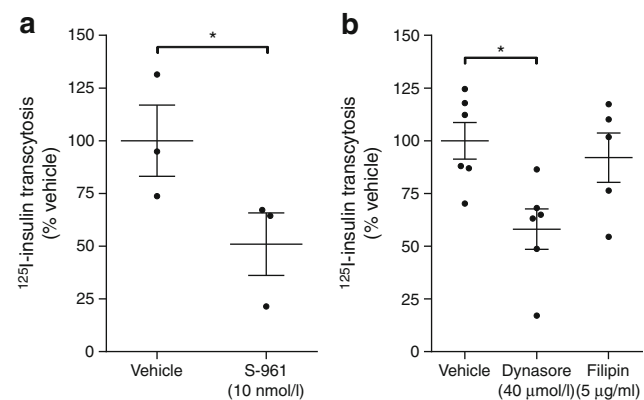 a
150
125
100
75
50
25
0
¹²⁵I-insulin transcytosis
(% vehicle)
*
Vehicle
S-961
(10 nmol/l)
b
150
125
100
75
50
25
0
¹²⁵I-insulin transcytosis
(% vehicle)
*
Vehicle
Dynasore
(40 μmol/l)
Filipin
(5 μg/ml)